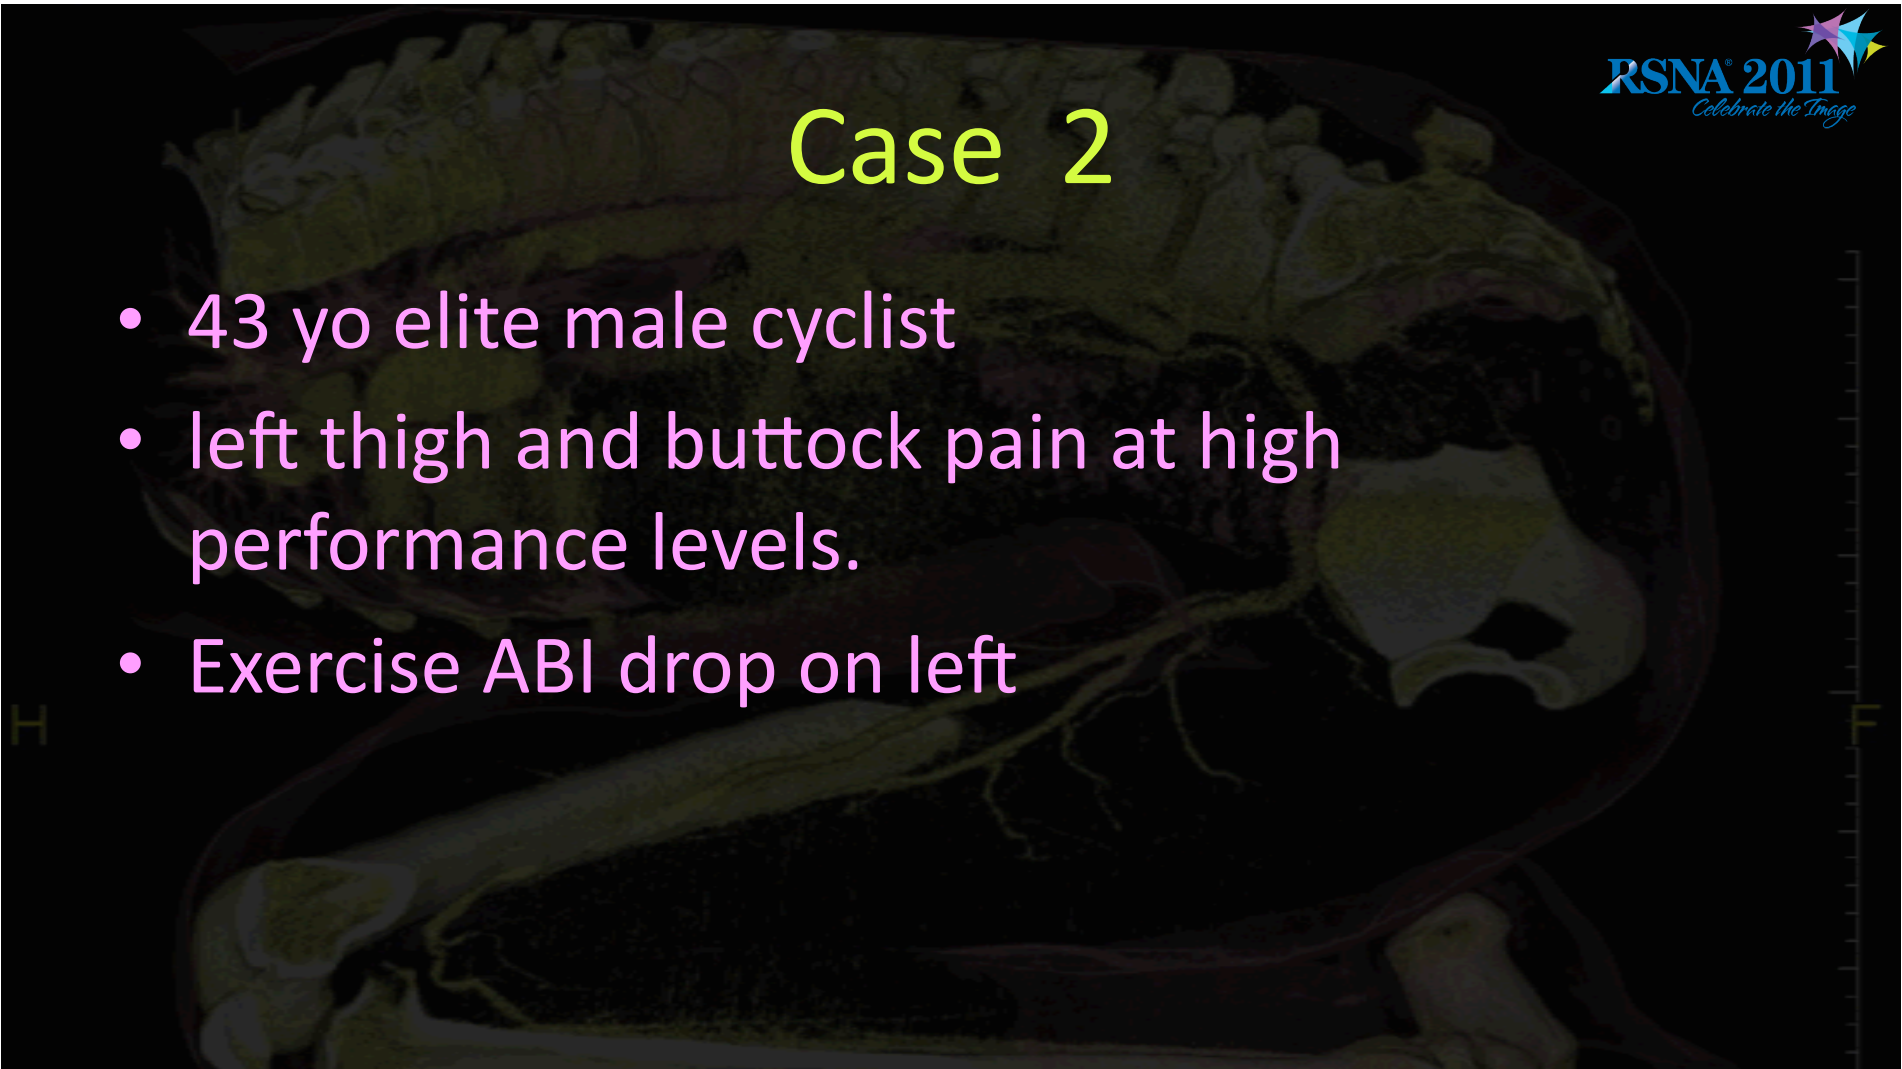 RSNA® 2011
Celebrate the Image
Case 2
• 43 yo elite male cyclist
• left thigh and buttock pain at high
performance levels.
• Exercise ABI drop on left
H
F